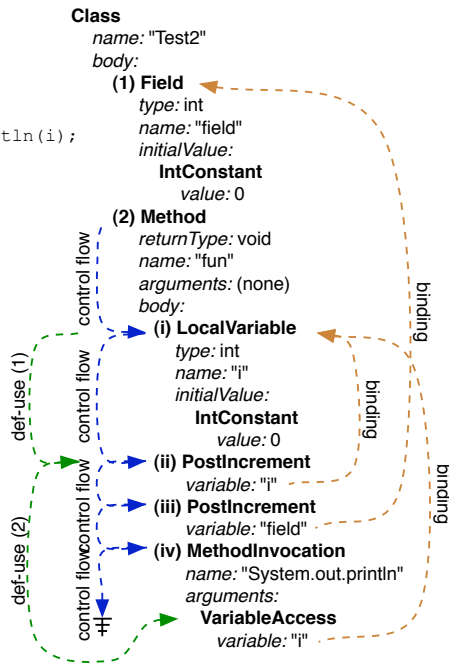 Class
name: "Test2"
body:
(1) Field
type: int
tln(i);
name: "field"
initialValue:
IntConstant
value: 0
(2) Method
returnType: void
name: "fun"
arguments: (none)
body:
(i) LocalVariable
type: int
name: "i"
initialValue:
IntConstant
value: 0
(ii) PostIncrement
variable: "i"
(iii) PostIncrement
variable: "field"
(iv) MethodInvocation
name: "System.out.println"
arguments:
VariableAccess
variable: "i"
control flow
control flow
control flow
control flow
def-use (1)
def-use (2)
binding
binding
binding